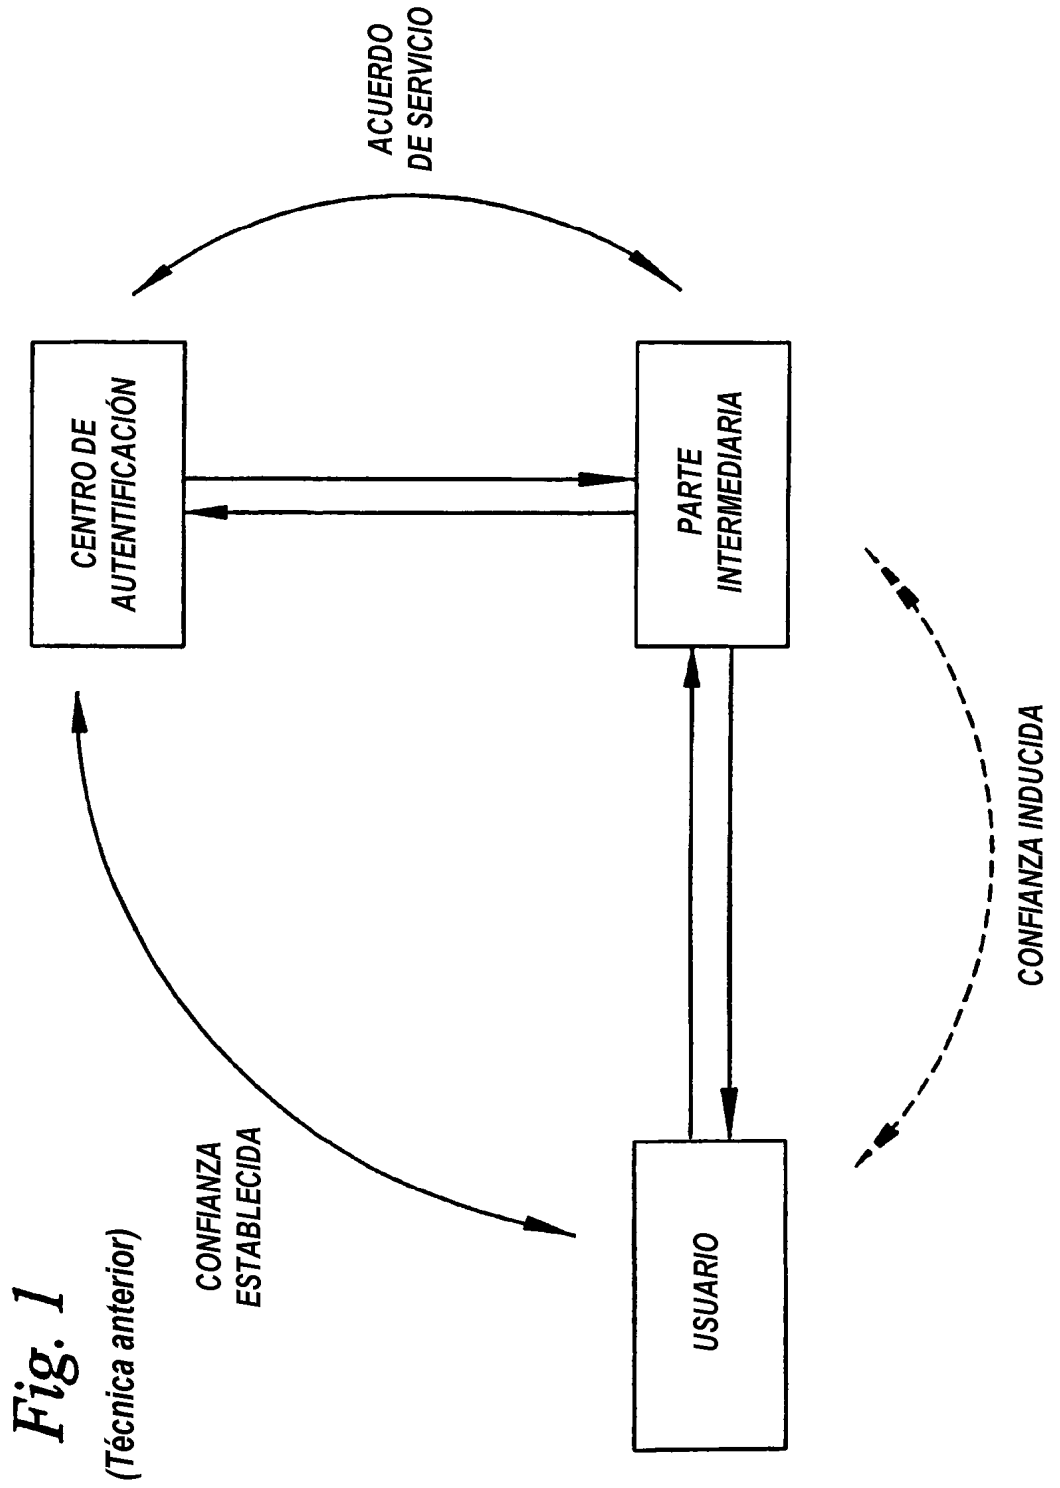 Fig. 1
(Técnica anterior)
CONFIANZA
ESTABLECIDA
CENTRO DE
AUTENTIFICACIÓN
ACUERDO
DE SERVICIO
USUARIO
PARTE
INTERMEDIARIA
CONFIANZA INDUCIDA